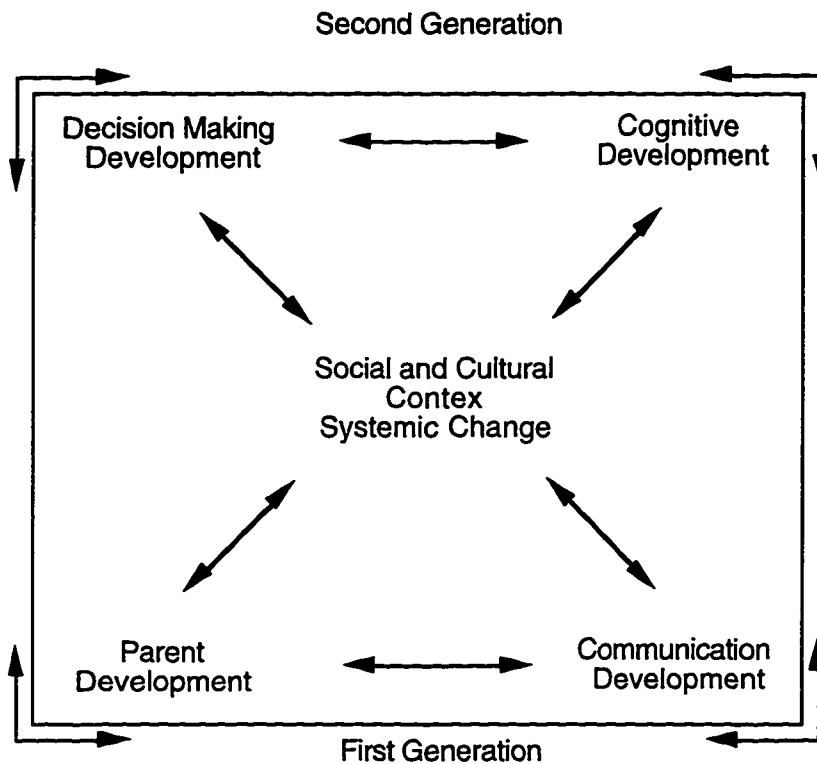 Second Generation
Decision Making
Development
Cognitive
Development
Social and Cultural
Contex
Systemic Change
Parent
Development
Communication
Development
First Generation